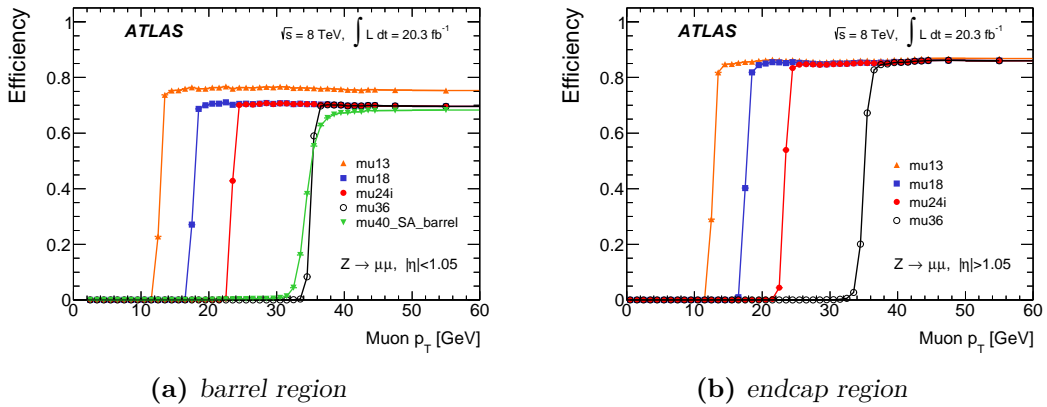 Efficiency
1
0.8
0.6
0.4
0.2
0
ATLAS
√s = 8 TeV, ∫ L dt = 20.3 fb⁻¹
mu13
mu18
mu24i
mu36
mu40_SA_barrel
Z → μμ, |η|<1.05
0 10 20 30 40 50 60
Muon p_T [GeV]
(a) barrel region
Efficiency
1
0.8
0.6
0.4
0.2
0
ATLAS
√s = 8 TeV, ∫ L dt = 20.3 fb⁻¹
mu13
mu18
mu24i
mu36
Z → μμ, |η|>1.05
0 10 20 30 40 50 60
Muon p_T [GeV]
(b) endcap region